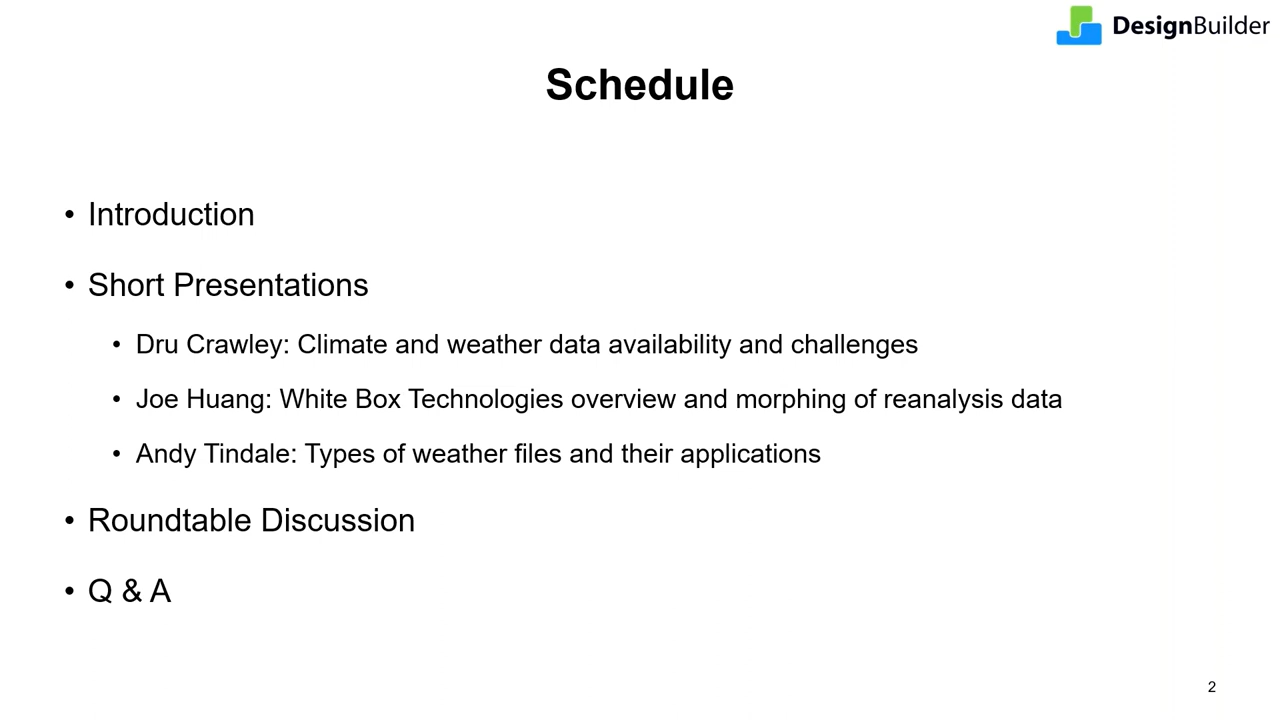 DesignBuilder
Schedule
• Introduction
• Short Presentations
• Dru Crawley: Climate and weather data availability and challenges
• Joe Huang: White Box Technologies overview and morphing of reanalysis data
• Andy Tindale: Types of weather files and their applications
• Roundtable Discussion
• Q & A
2